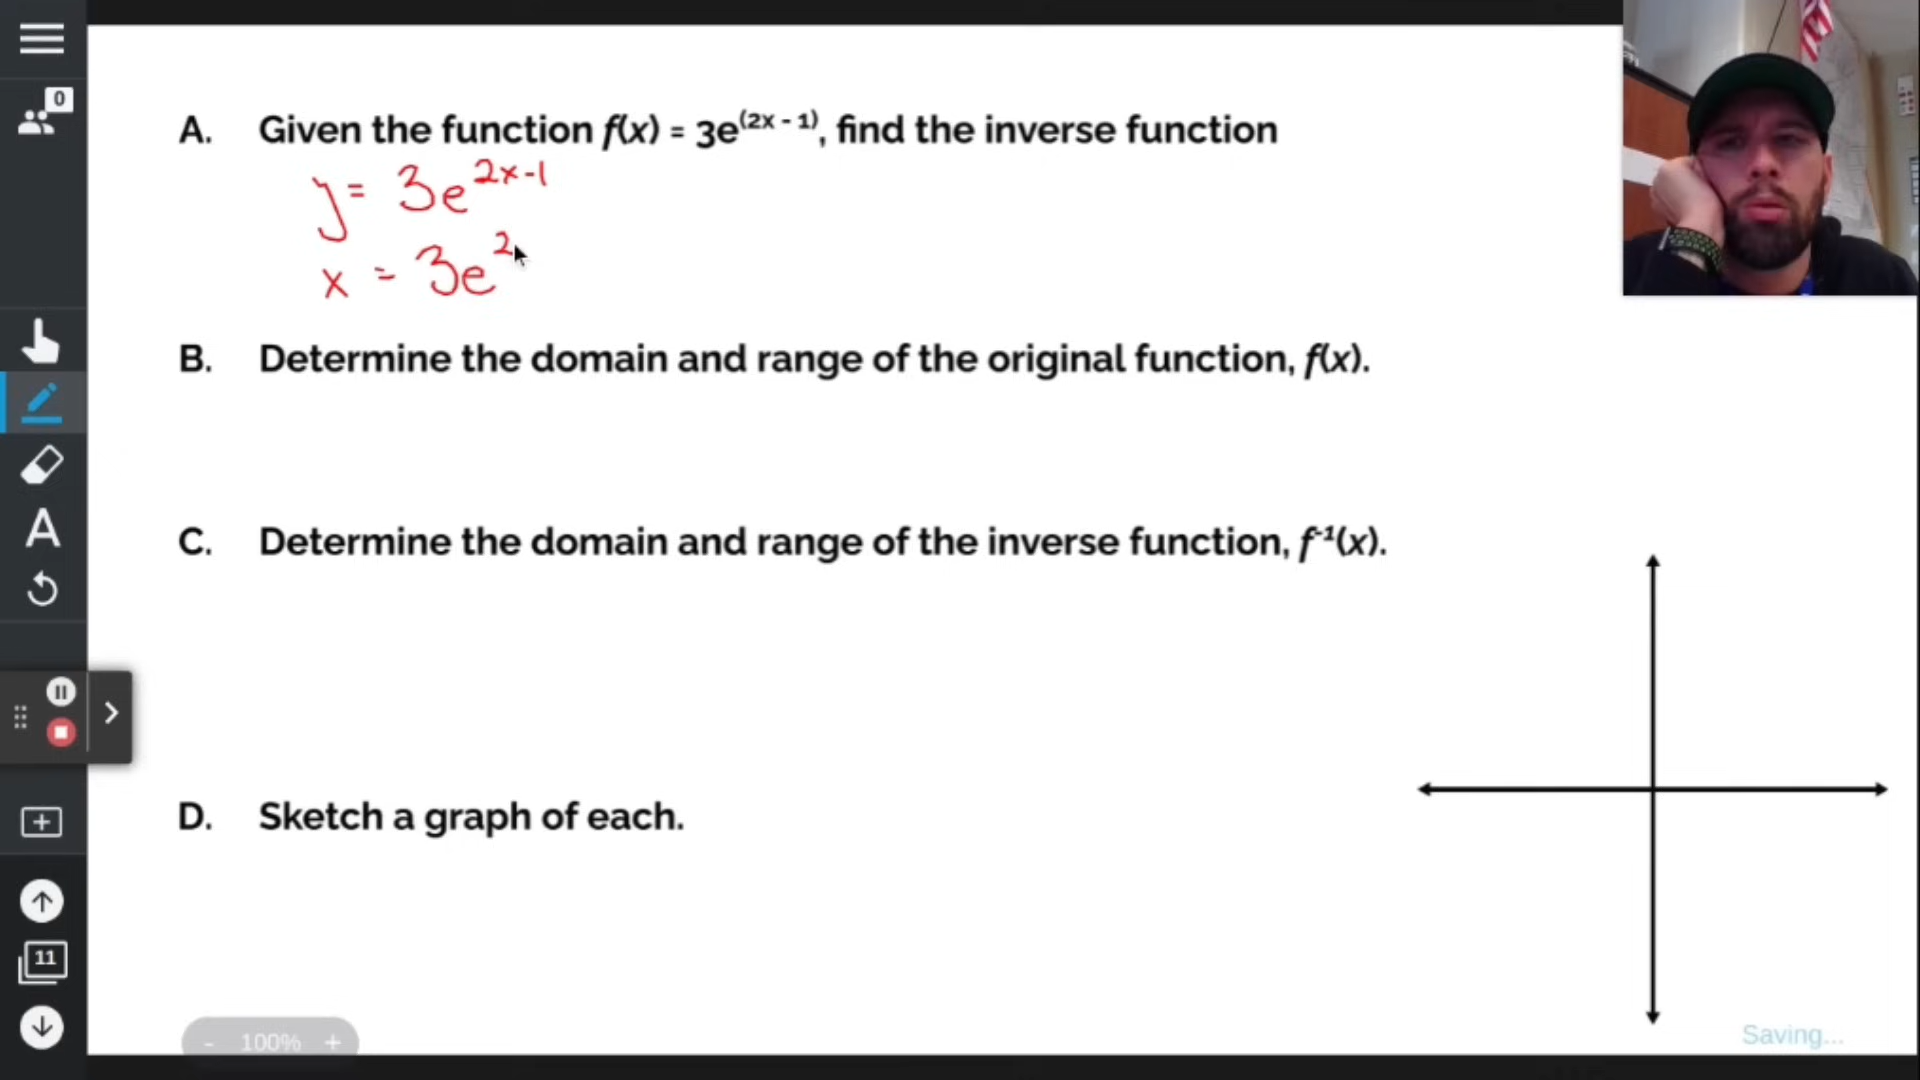 0
A. Given the function f(x) = 3e^(2x - 1), find the inverse function
y = 3e^2x-1
x = 3e^2
B. Determine the domain and range of the original function, f(x).
C. Determine the domain and range of the inverse function, f^-1(x).
D. Sketch a graph of each.
A
11
- 100% +
Saving...